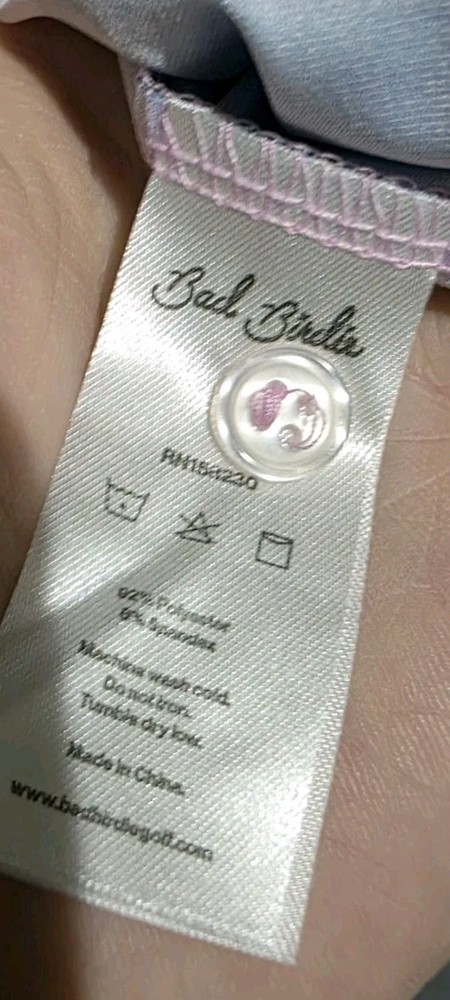 Bad Birdie
RN153230
92% Polyester
8% Spandex
Machine wash cold.
Do not iron.
Tumble dry low.
Made in China.
www.badbirdiegolf.com